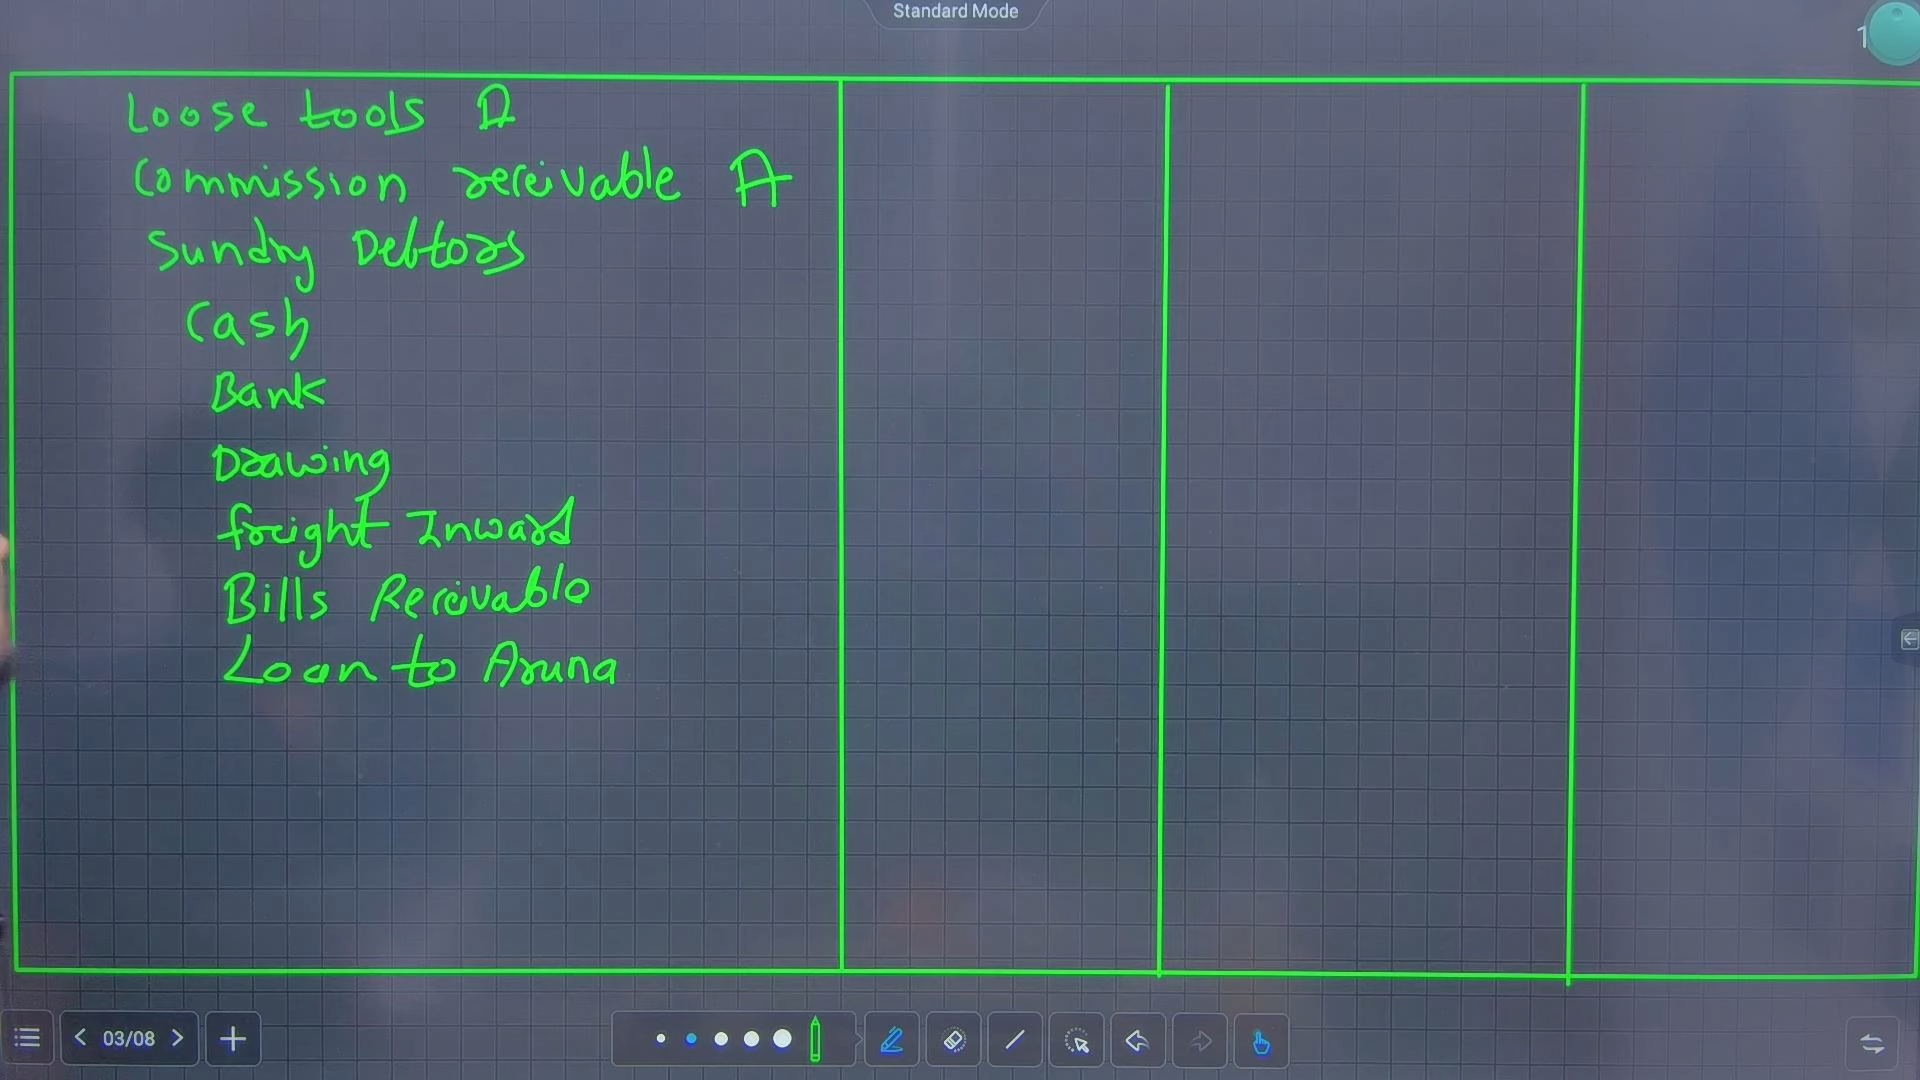 Standard Mode
1
Loose tools A
Commission receivable A
Sundry Debtors
Cash
Bank
Drawing
freight Inward
Bills Receivable
Loan to Aruna
03/08